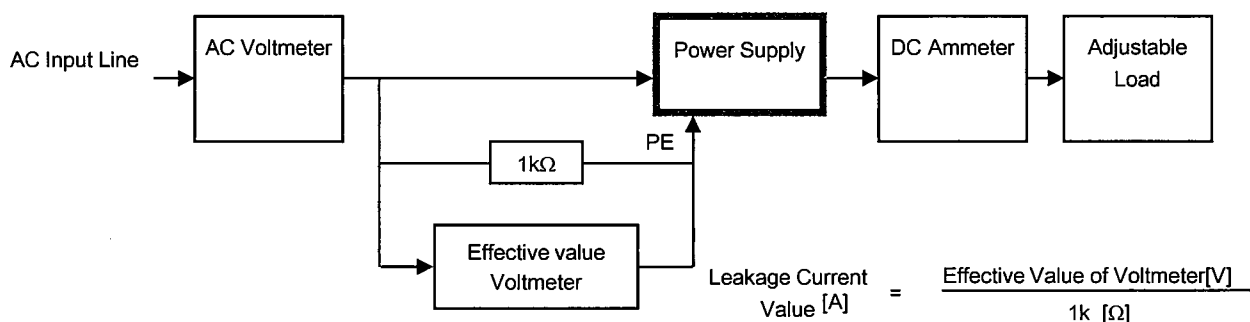 AC Input Line
AC Voltmeter
Power Supply
DC Ammeter
Adjustable
Load
PE
1kΩ
Effective value
Voltmeter
Leakage Current
Value [A]
=
Effective Value of Voltmeter[V]
1k [Ω]